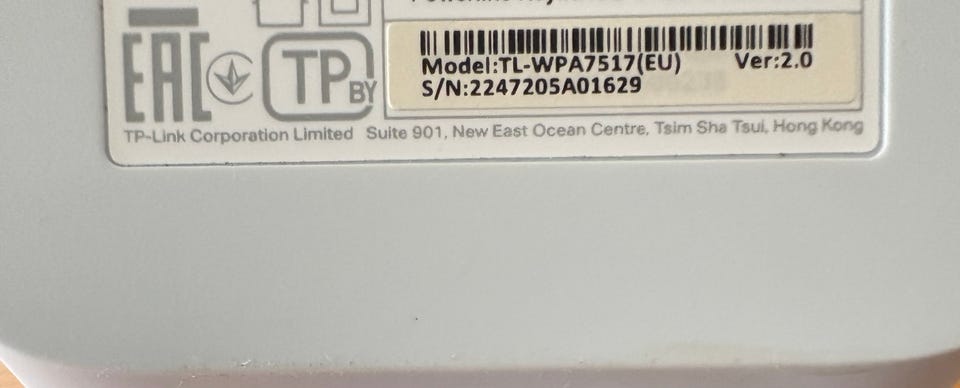 EAC
TP BY
Model:TL-WPA7517(EU) Ver:2.0
S/N:2247205A01629
TP-Link Corporation Limited Suite 901, New East Ocean Centre, Tsim Sha Tsui, Hong Kong